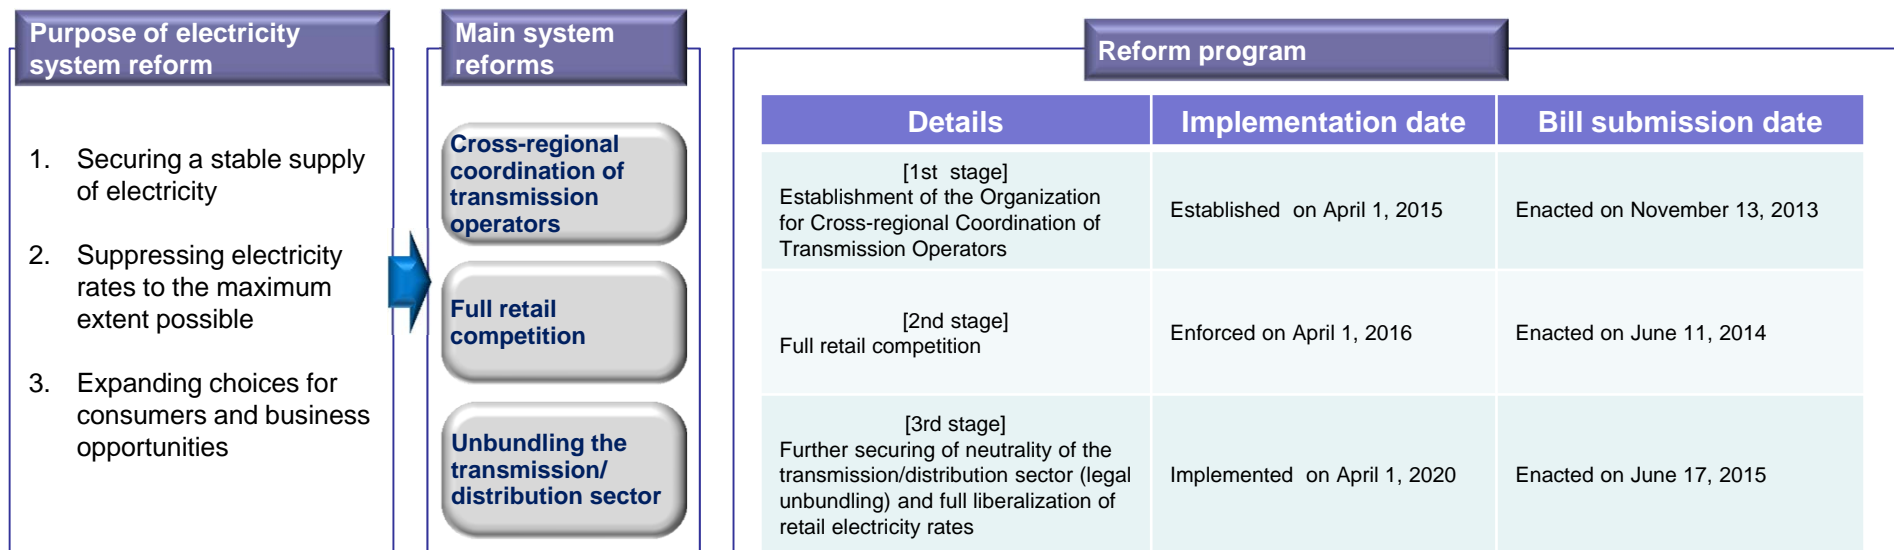 Purpose of electricity
system reform
1. Securing a stable supply
of electricity
2. Suppressing electricity
rates to the maximum
extent possible
3. Expanding choices for
consumers and business
opportunities
Main system
reforms
Cross-regional
coordination of
transmission
operators
Full retail
competition
Unbundling the
transmission/
distribution sector
Reform program
Details Implementation date Bill submission date
[1st stage]
Establishment of the Organization
for Cross-regional Coordination of
Transmission Operators
Established on April 1, 2015
Enacted on November 13, 2013
[2nd stage]
Full retail competition
Enforced on April 1, 2016
Enacted on June 11, 2014
[3rd stage]
Further securing of neutrality of the
transmission/distribution sector (legal
unbundling) and full liberalization of
retail electricity rates
Implemented on April 1, 2020
Enacted on June 17, 2015